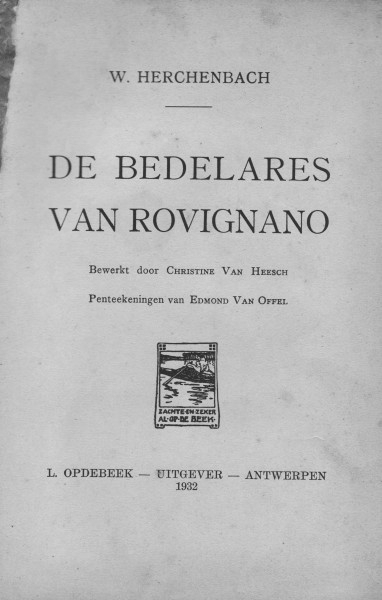 W. HERCHENBACH
DE BEDELARES
VAN ROVIGNANO
Bewerkt door CHRISTINE VAN HEESCH
Penteekeningen van EDMOND VAN OFFEL
ZACHTE·EN·ZEKER
AL·OP·DE BEEK·
L. OPDEBEEK — UITGEVER — ANTWERPEN
1932